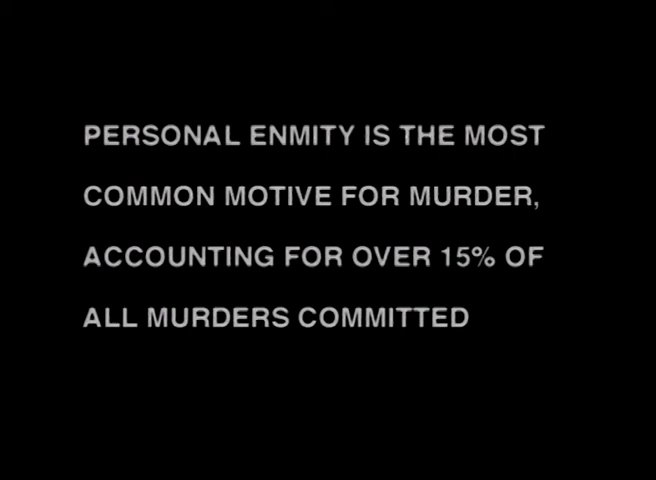 PERSONAL ENMITY IS THE MOST
COMMON MOTIVE FOR MURDER,
ACCOUNTING FOR OVER 15% OF
ALL MURDERS COMMITTED